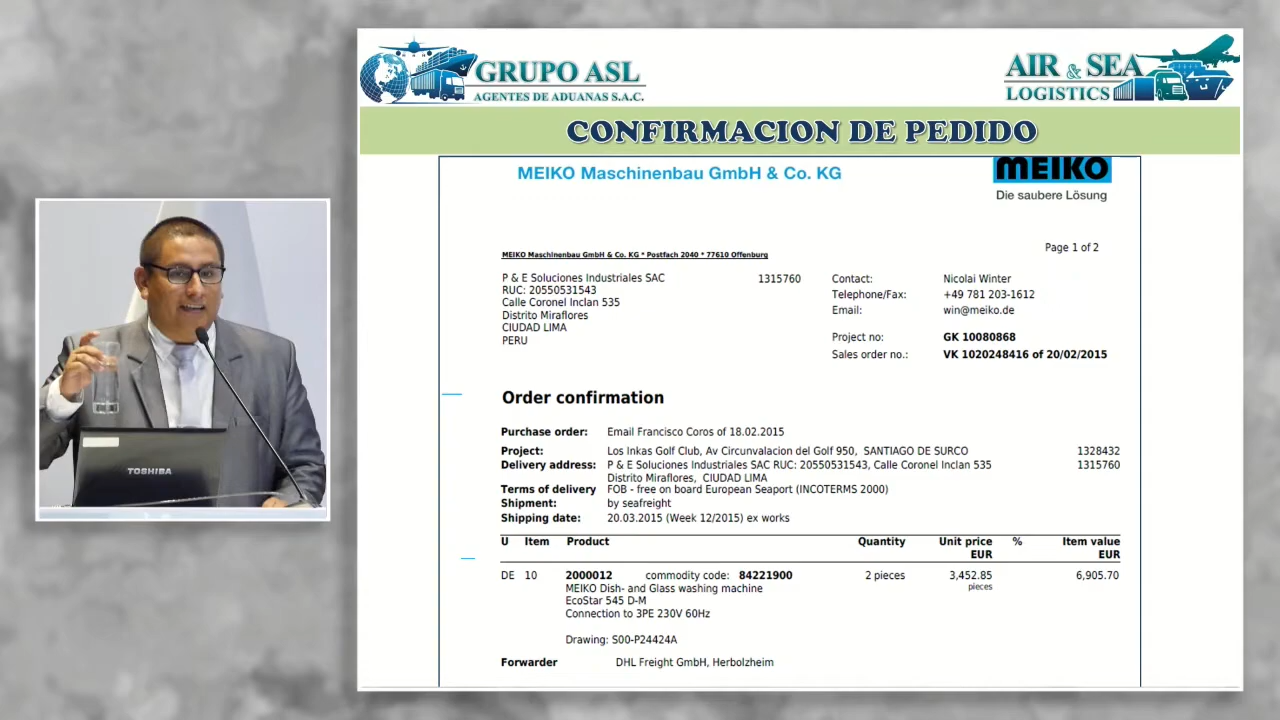 GRUPO ASL
AGENTES DE ADUANAS S.A.C.
AIR & SEA
LOGISTICS
CONFIRMACION DE PEDIDO
MEIKO Maschinenbau GmbH & Co. KG
MEIKO
Die saubere Lösung
Page 1 of 2
MEIKO Maschinenbau GmbH & Co. KG * Postfach 2040 * 77610 Offenburg
P & E Soluciones Industriales SAC 1315760
RUC: 20550531543
Calle Coronel Inclan 535
Distrito Miraflores
CIUDAD LIMA
PERU
Contact: Nicolai Winter
Telephone/Fax: +49 781 203-1612
Email: win@meiko.de
Project no: GK 10080868
Sales order no.: VK 1020248416 of 20/02/2015
Order confirmation
Purchase order: Email Francisco Coros of 18.02.2015
Project: Los Inkas Golf Club, Av Circunvalacion del Golf 950, SANTIAGO DE SURCO 1328432
Delivery address: P & E Soluciones Industriales SAC RUC: 20550531543, Calle Coronel Inclan 535 1315760
Distrito Miraflores, CIUDAD LIMA
Terms of delivery FOB - free on board European Seaport (INCOTERMS 2000)
Shipment: by seafreight
Shipping date: 20.03.2015 (Week 12/2015) ex works
U Item Product Quantity Unit price % Item value
EUR EUR
DE 10 2000012 commodity code: 84221900 2 pieces 3,452.85 6,905.70
pieces
MEIKO Dish- and Glass washing machine
EcoStar 545 D-M
Connection to 3PE 230V 60Hz
Drawing: S00-P24424A
Forwarder DHL Freight GmbH, Herbolzheim
TOSHIBA